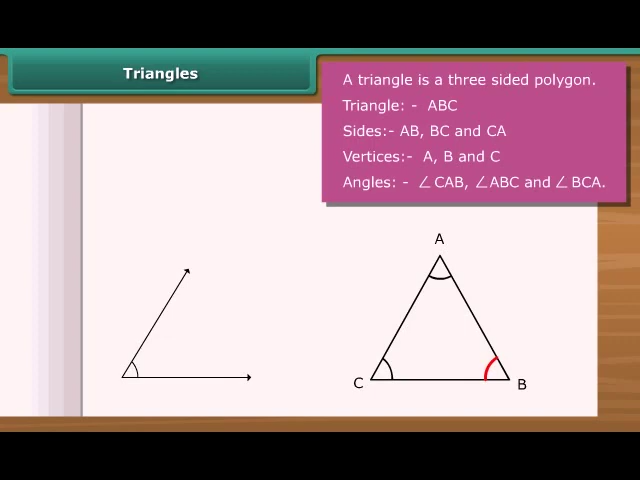 Triangles
A triangle is a three sided polygon.
Triangle: - ABC
Sides:- AB, BC and CA
Vertices:- A, B and C
Angles: - ∠CAB, ∠ABC and ∠BCA.
A
C
B